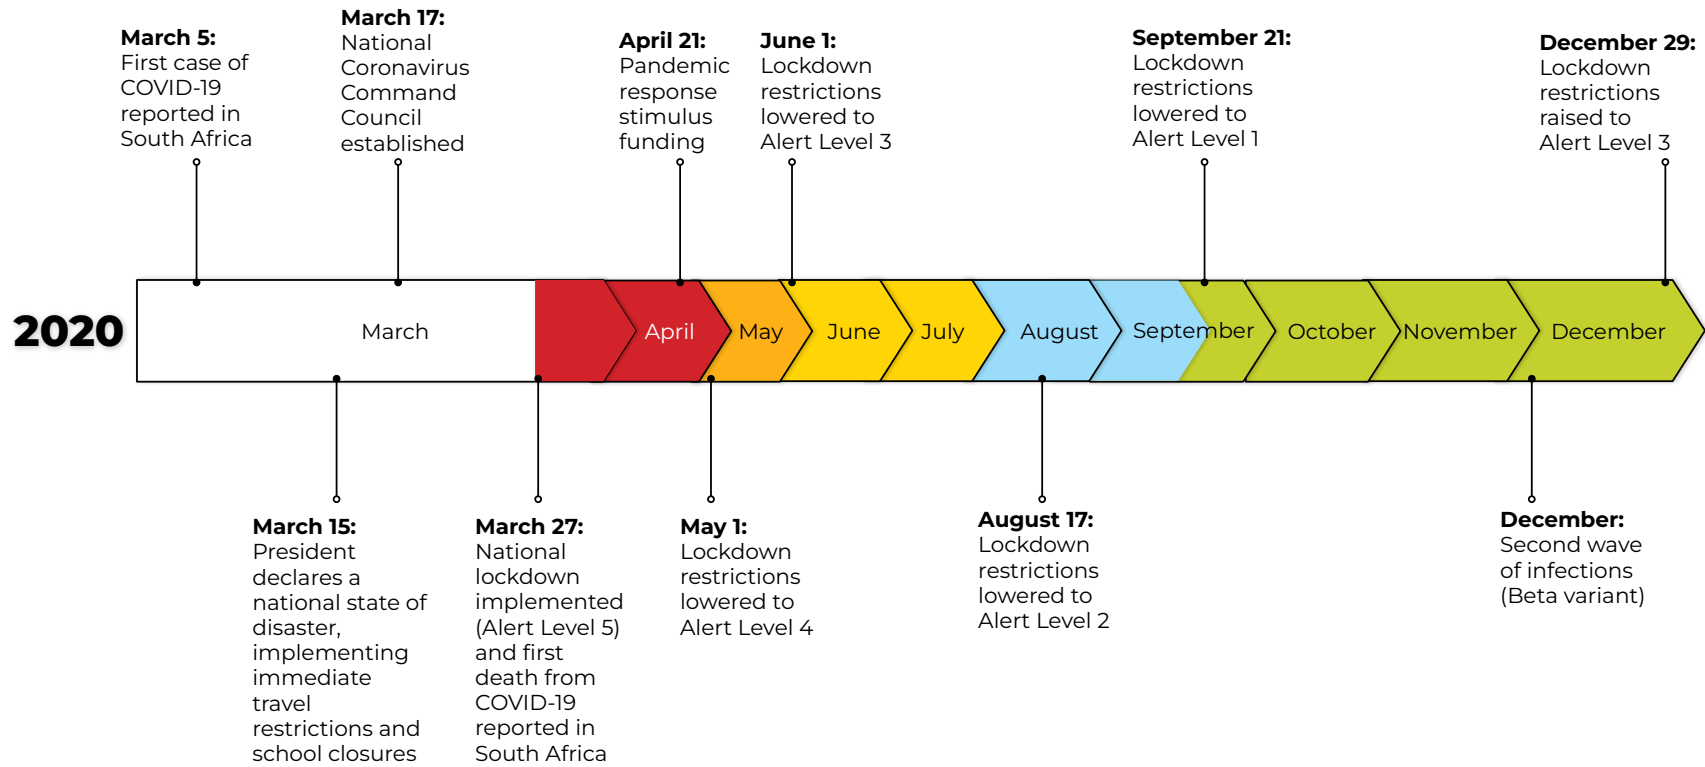 March 5:
First case of
COVID-19
reported in
South Africa
March 17:
National
Coronavirus
Command
Council
established
April 21:
Pandemic
response
stimulus
funding
June 1:
Lockdown
restrictions
lowered to
Alert Level 3
September 21:
Lockdown
restrictions
lowered to
Alert Level 1
December 29:
Lockdown
restrictions
raised to
Alert Level 3
2020
March
April
May
June
July
August
September
October
November
December
March 15:
President
declares a
national state of
disaster,
implementing
immediate
travel
restrictions and
school closures
March 27:
National
lockdown
implemented
(Alert Level 5)
and first
death from
COVID-19
reported in
South Africa
May 1:
Lockdown
restrictions
lowered to
Alert Level 4
August 17:
Lockdown
restrictions
lowered to
Alert Level 2
December:
Second wave
of infections
(Beta variant)